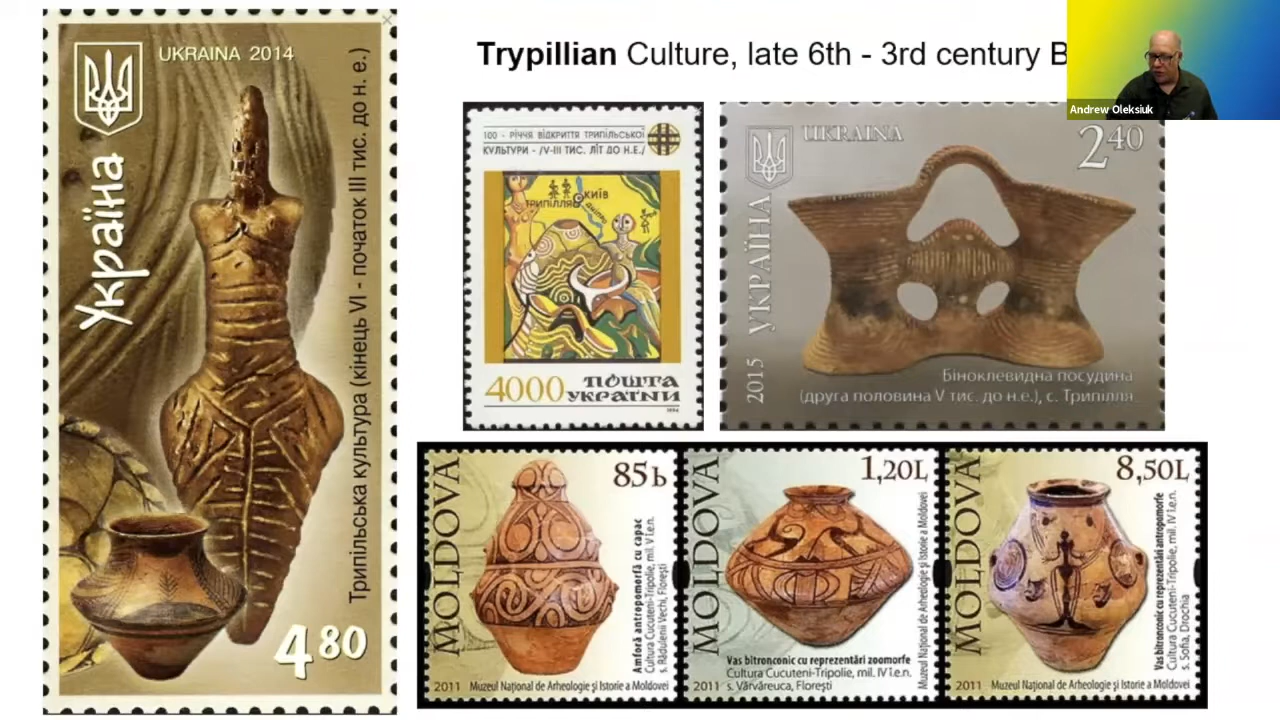 Trypillian Culture, late 6th - 3rd century B
Andrew Oleksiuk
UKRAINA 2014
Україна
Трипільська культура (кінець VI - початок III тис. до н. е.)
4 80
100 - РІЧЧЯ ВІДКРИТТЯ ТРИПІЛЬСЬКОЇ
КУЛЬТУРИ - /V-III ТИС. ЛІТ ДО Н.Е./
КИЇВ
ТРИПІЛЛЯ
ДНІПРО
4000 ПОШТА
УКРАЇНИ
1994
UKRAINA
2 40
2015 УКРАЇНА
Біноклевидна посудина
(друга половина V тис. до н.е.), с. Трипілля
MOLDOVA
85b
Amforă antropomorfă cu capac
Cultura Cucuteni-Tripolie, mil. V î.e.n.
s. Rădulenii Vechi, Florești
2011 Muzeul Național de Arheologie și Istorie a Moldovei
MOLDOVA
1,20L
Vas bitronconic cu reprezentări zoomorfe
Cultura Cucuteni-Tripolie, mil. IV î.e.n.
2011 s. Vărvăreuca, Florești
Muzeul Național de Arheologie și Istorie a Moldovei
MOLDOVA
8,50L
Vas bitronconic cu reprezentări antropomorfe
Cultura Cucuteni-Tripolie, mil. IV î.e.n.
s. Sofia, Drochia
2011 Muzeul Național de Arheologie și Istorie a Moldovei